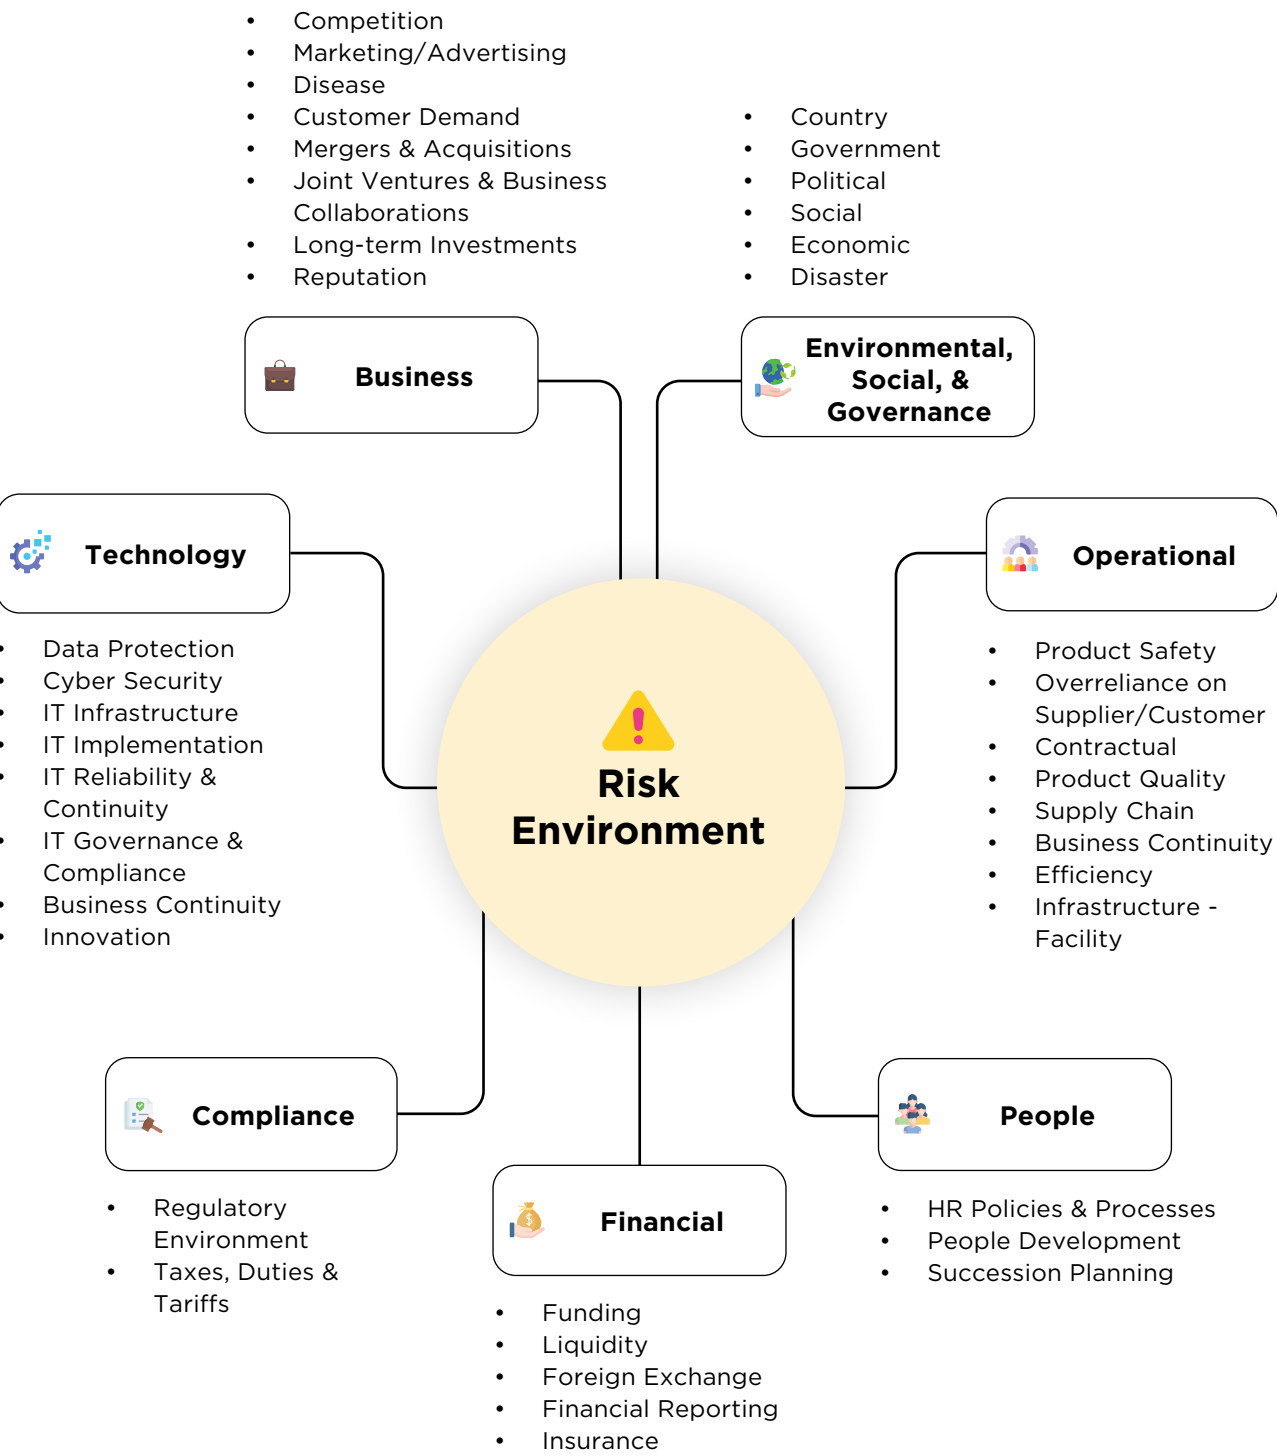 • Competition
• Marketing/Advertising
• Disease
• Customer Demand
• Mergers & Acquisitions
• Joint Ventures & Business
Collaborations
• Long-term Investments
• Reputation
• Country
• Government
• Political
• Social
• Economic
• Disaster
Business
Environmental,
Social, &
Governance
Technology
• Data Protection
• Cyber Security
• IT Infrastructure
• IT Implementation
• IT Reliability &
Continuity
• IT Governance &
Compliance
• Business Continuity
• Innovation
Risk
Environment
Operational
• Product Safety
• Overreliance on
Supplier/Customer
• Contractual
• Product Quality
• Supply Chain
• Business Continuity
• Efficiency
• Infrastructure -
Facility
Compliance
• Regulatory
Environment
• Taxes, Duties &
Tariffs
Financial
• Funding
• Liquidity
• Foreign Exchange
• Financial Reporting
• Insurance
People
• HR Policies & Processes
• People Development
• Succession Planning